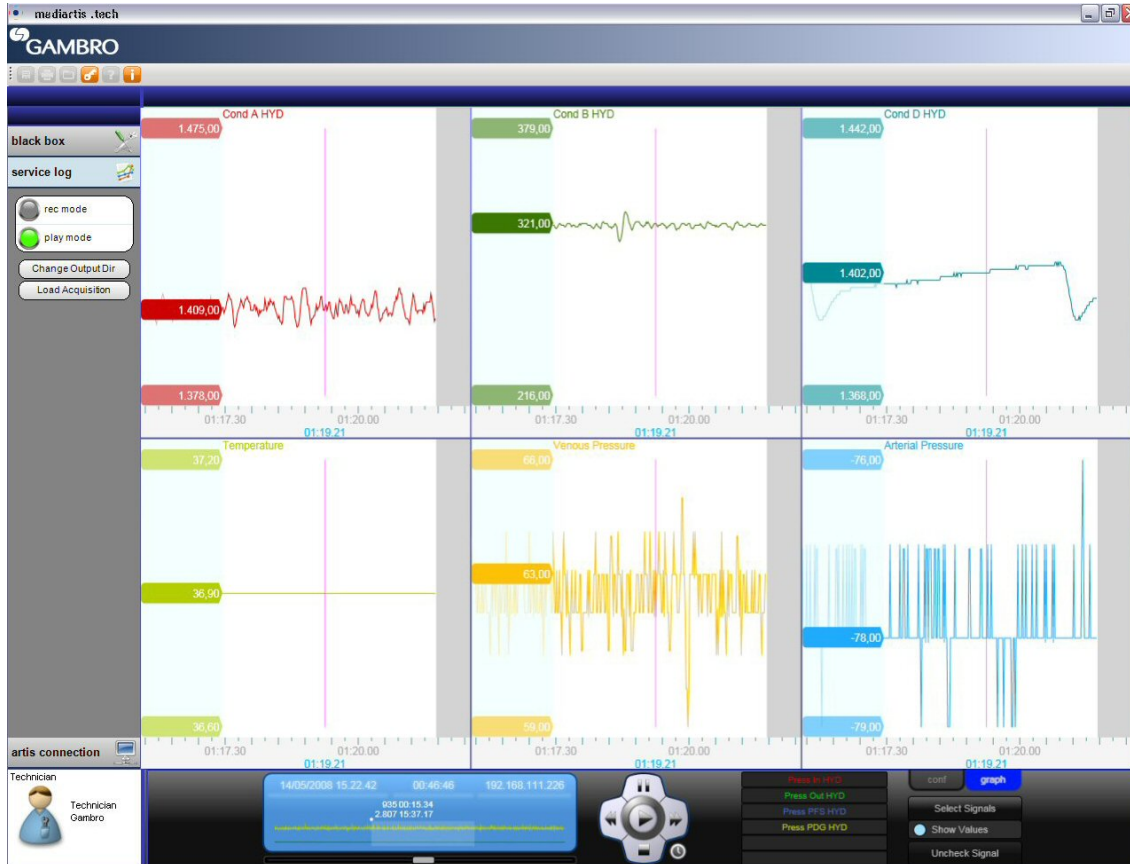 mediartis .tech
GAMBRO
black box
service log
rec mode
play mode
Change Output Dir
Load Acquisition
Cond A HYD
1.475,00
1.409,00
1.378,00
01:17.30 01:20.00
01:19.21
Cond B HYD
379,00
321,00
216,00
01:17.30 01:20.00
01:19.21
Cond D HYD
1.442,00
1.402,00
1.368,00
01:17.30 01:20.00
01:19.21
Temperature
37,20
36,90
36,60
01:17.30 01:20.00
01:19.21
Venous Pressure
66,00
63,00
59,00
01:17.30 01:20.00
01:19.21
Arterial Pressure
-76,00
-78,00
-79,00
01:17.30 01:20.00
01:19.21
artis connection
Technician
Technician
Gambro
14/05/2008 15.22.42 00:46:46 192.168.111.226
935 00:15.34
2.807 15:37.17
Press In HYD
Press Out HYD
Press PFS HYD
Press PDG HYD
conf graph
Select Signals
Show Values
Uncheck Signal